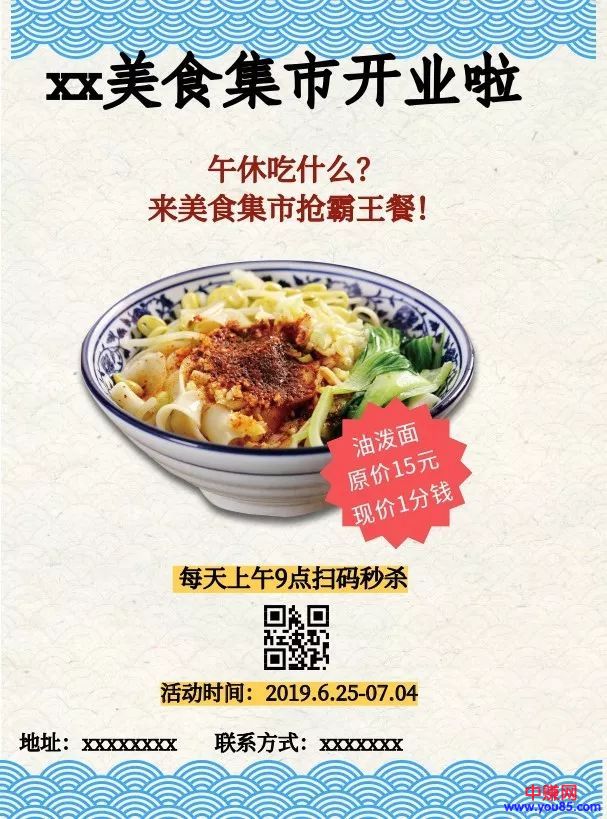 xx美食集市开业啦
午休吃什么？
来美食集市抢霸王餐！
油泼面
原价15元
现价1分钱
每天上午9点扫码秒杀
活动时间：2019.6.25-07.04
地址：xxxxxxxx 联系方式：xxxxxxx
中赚网
www.you85.com